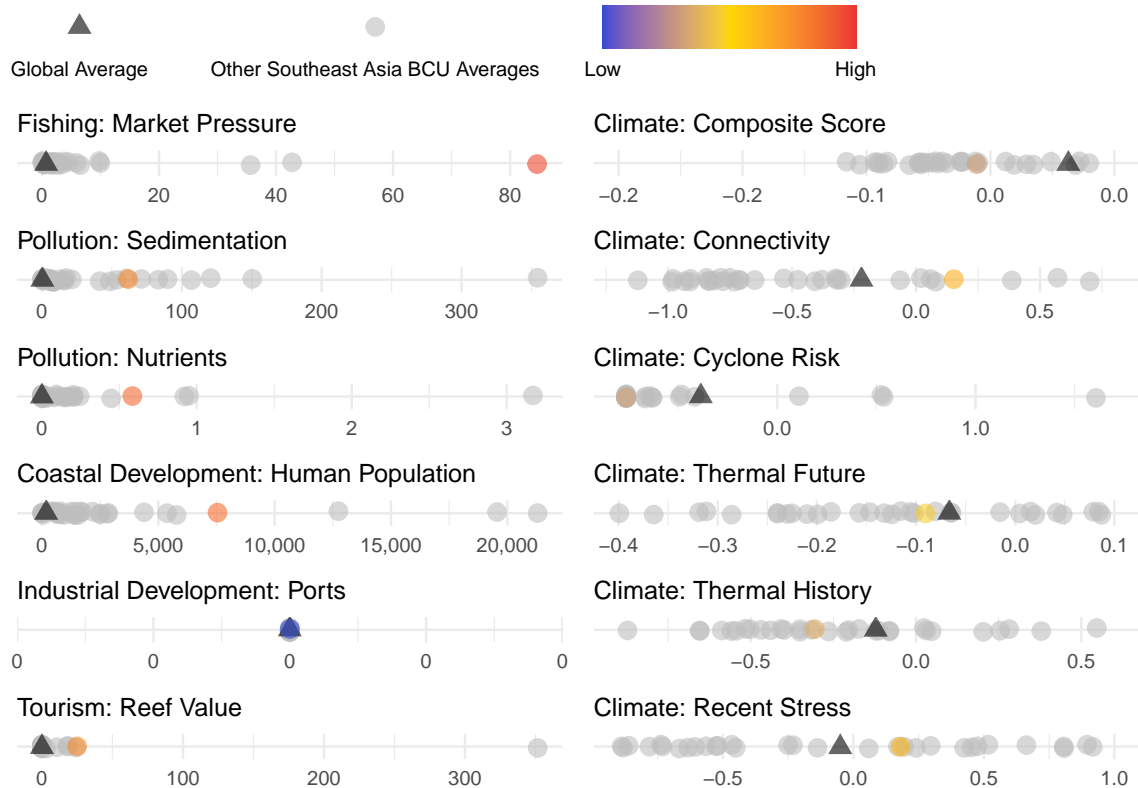 Global Average
Other Southeast Asia BCU Averages
Low
High
Fishing: Market Pressure
0 20 40 60 80
Climate: Composite Score
−0.2 −0.2 −0.1 0.0 0.0
Pollution: Sedimentation
0 100 200 300
Climate: Connectivity
−1.0 −0.5 0.0 0.5
Pollution: Nutrients
0 1 2 3
Climate: Cyclone Risk
0.0 1.0
Coastal Development: Human Population
0 5,000 10,000 15,000 20,000
Climate: Thermal Future
−0.4 −0.3 −0.2 −0.1 0.0 0.1
Industrial Development: Ports
0 0 0 0 0
Climate: Thermal History
−0.5 0.0 0.5
Tourism: Reef Value
0 100 200 300
Climate: Recent Stress
−0.5 0.0 0.5 1.0